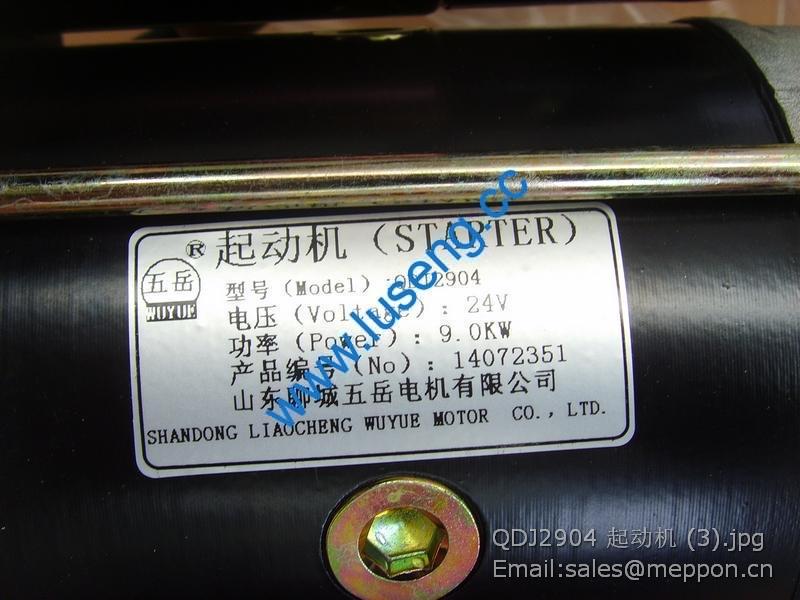 ® 起动机 (STARTER)
五岳
WUYUE
型号 (Model) :QDJ2904
电压 (Voltage) : 24V
功率 (Power) : 9.0KW
产品编号 (No) : 14072351
山东聊城五岳电机有限公司
SHANDONG LIAOCHENG WUYUE MOTOR CO., LTD.
www.luseng.cc
QDJ2904 起动机 (3).jpg
Email:sales@meppon.cn